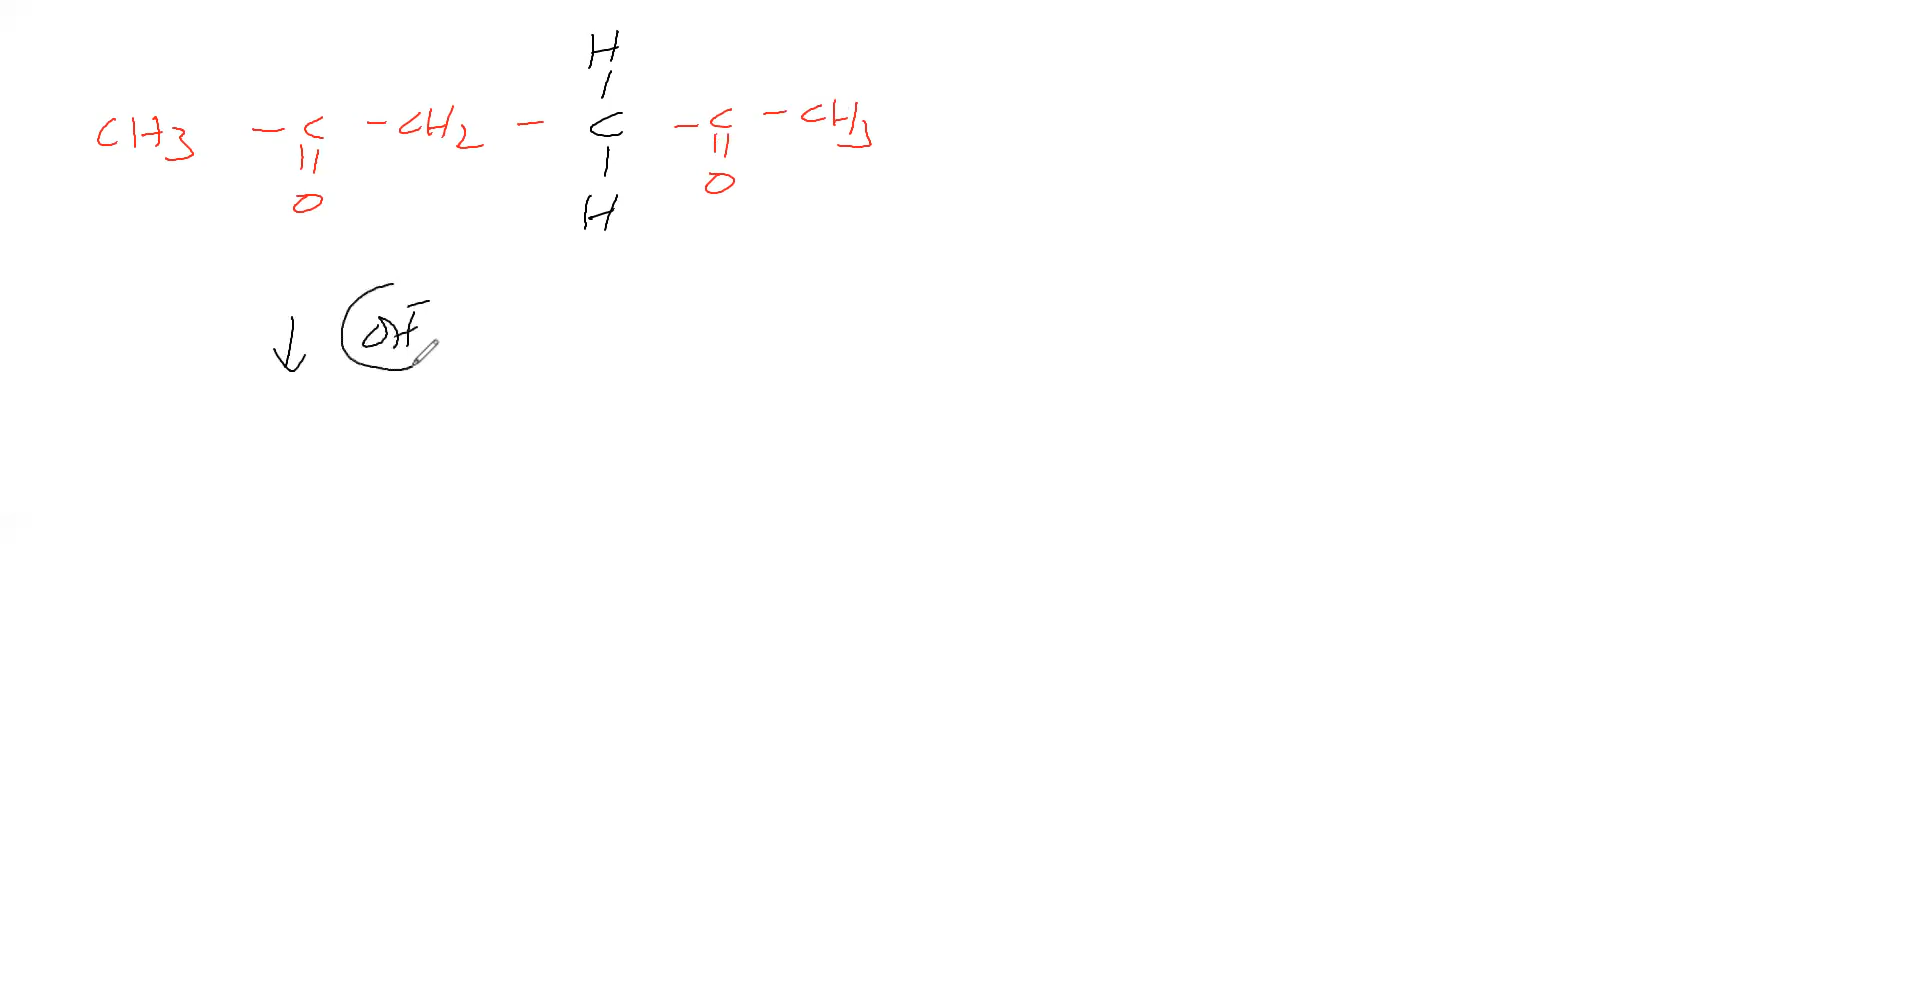 H
|
CH3 - C - CH2 - C - C - CH3
|| | ||
O H O
↓ OH⁻